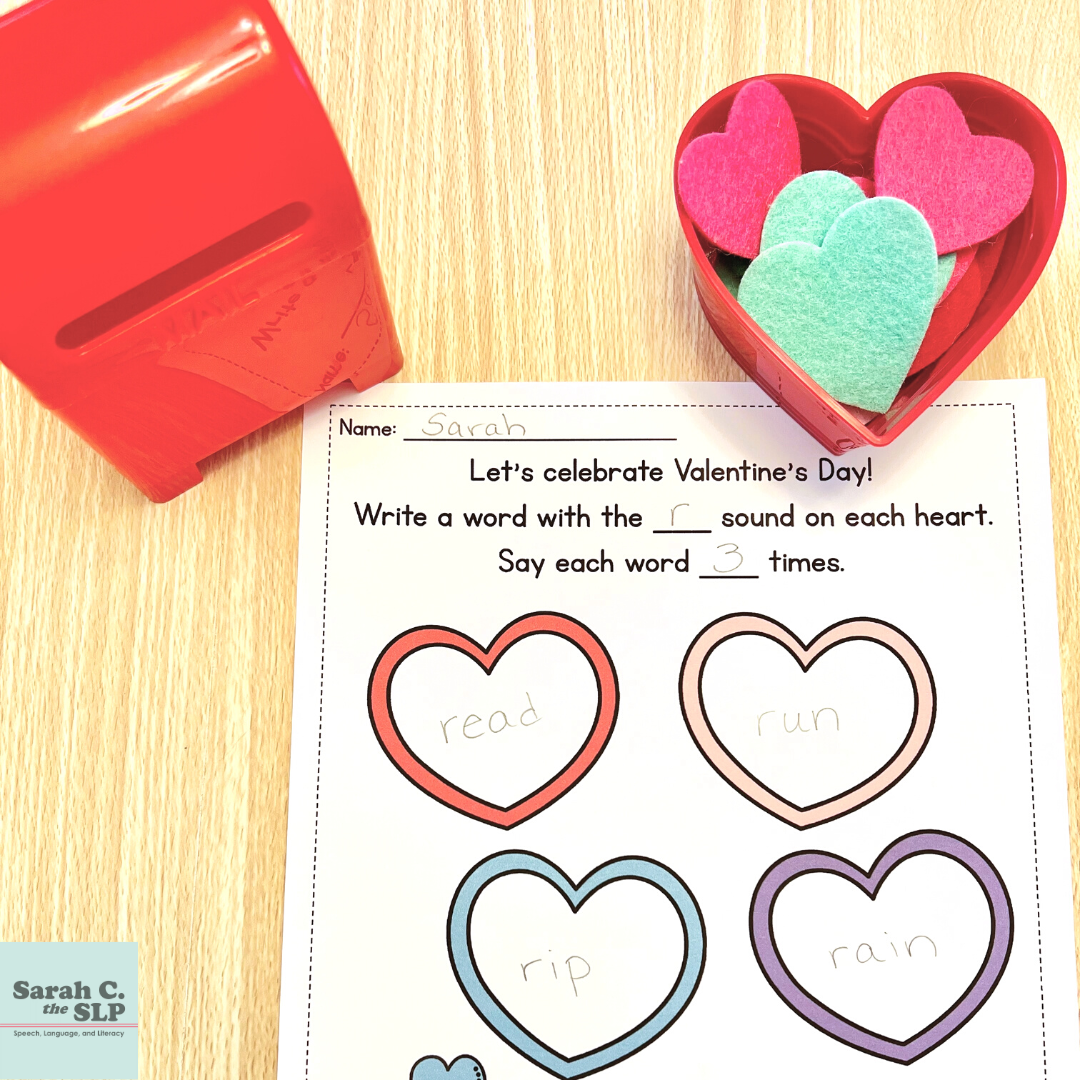 Name: Sarah
Let's celebrate Valentine's Day!
Write a word with the r sound on each heart.
Say each word 3 times.
read
run
rip
rain
Sarah C.
the SLP
Speech, Language, and Literacy